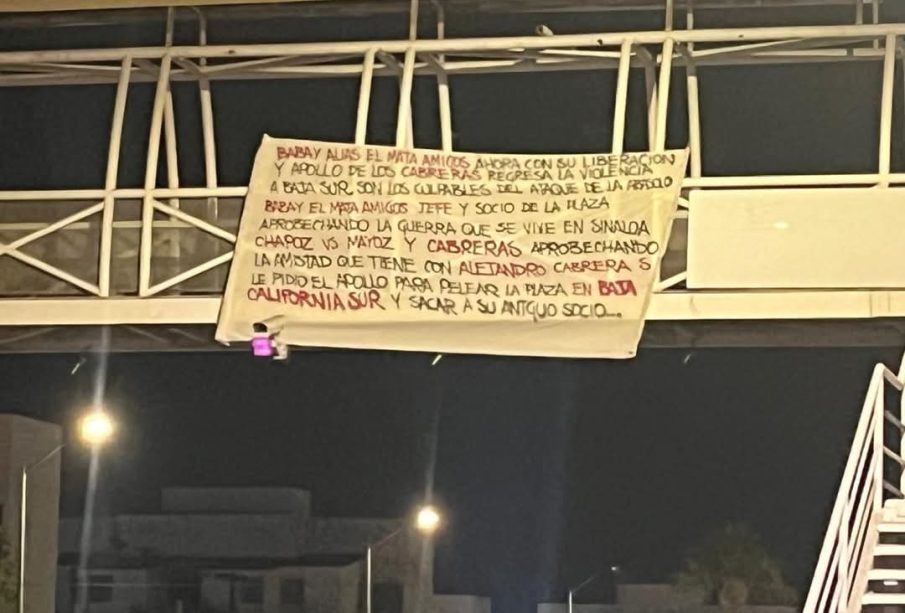 BABAY ALIAS EL MATA AMIGOS AHORA CON SU LIBERACION
Y APOLLO DE LOS CABRERAS REGRESA LA VIOLENCIA
A BAJA SUR SON LOS CULPABLES DEL ATAQUE DE LA
BABAY EL MATA AMIGOS JEFE Y SOCIO DE LA PLAZA
APROBECHANDO LA GUERRA QUE SE VIVE EN SINALOA
CHAPOZ VS MAYOZ Y CABRERAS APROBECHANDO
LA AMISTAD QUE TIENE CON ALEJANDRO CABRERA S
LE PIDIO EL APOLLO PARA PELEAR LA PLAZA EN BAJA
CALIFORNIA SUR Y SACAR A SU ANTIGUO SOCIO....